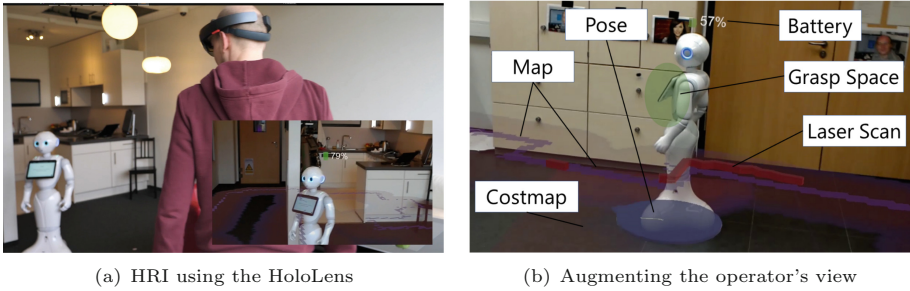 79%
57%
Pose
Battery
Map
Grasp Space
Laser Scan
Costmap
(a) HRI using the HoloLens
(b) Augmenting the operator's view